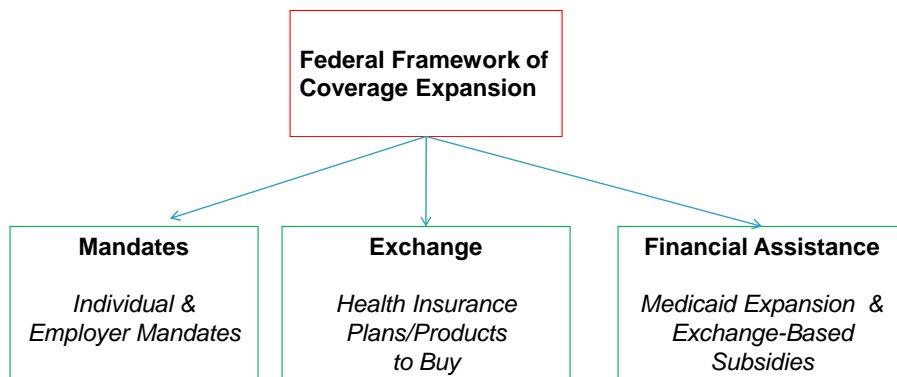 Federal Framework of
Coverage Expansion
Mandates
Individual &
Employer Mandates
Exchange
Health Insurance
Plans/Products
to Buy
Financial Assistance
Medicaid Expansion &
Exchange-Based
Subsidies